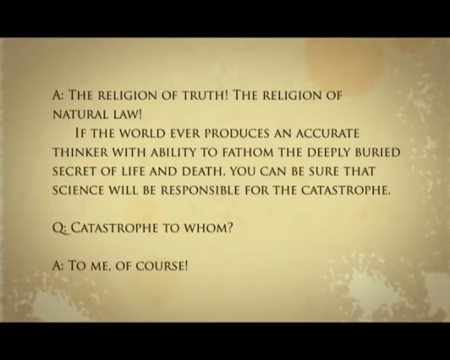 A: The religion of truth! The religion of
natural law!
If the world ever produces an accurate
thinker with ability to fathom the deeply buried
secret of life and death, you can be sure that
science will be responsible for the catastrophe.
Q: Catastrophe to whom?
A: To me, of course!